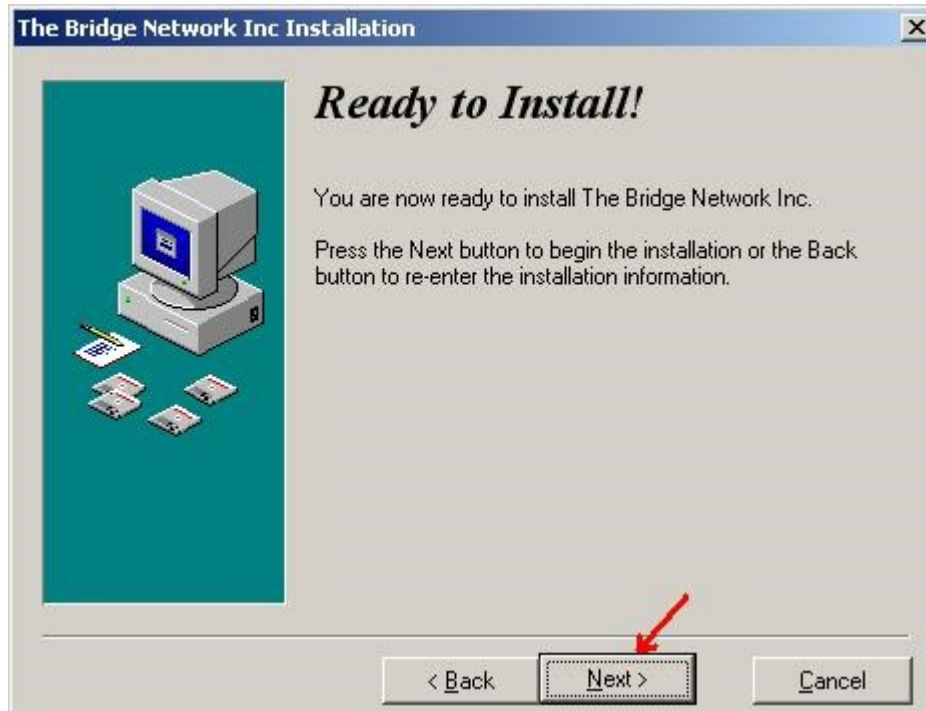 The Bridge Network Inc Installation
Ready to Install!
You are now ready to install The Bridge Network Inc.
Press the Next button to begin the installation or the Back
button to re-enter the installation information.
< Back
Next >
Cancel